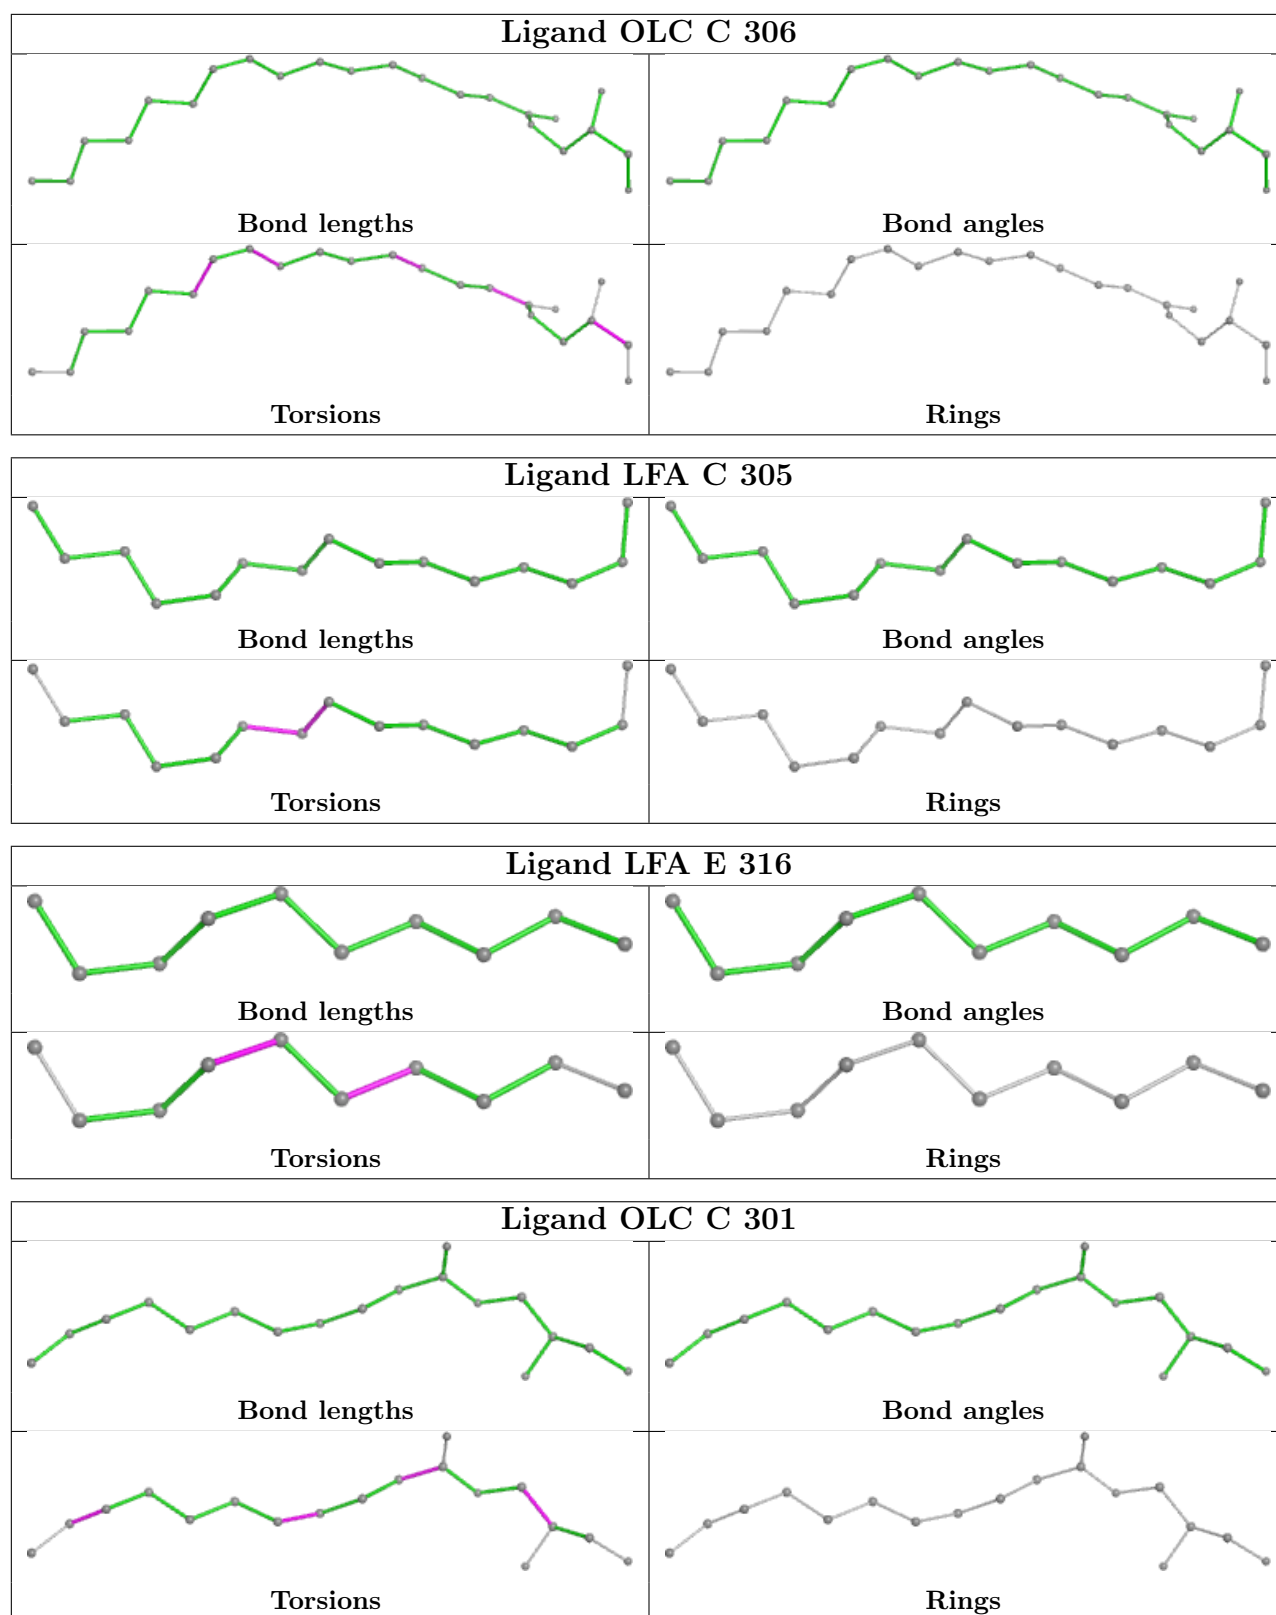 Ligand OLC C 306
Bond lengths
Bond angles
Torsions
Rings
Ligand LFA C 305
Bond lengths
Bond angles
Torsions
Rings
Ligand LFA E 316
Bond lengths
Bond angles
Torsions
Rings
Ligand OLC C 301
Bond lengths
Bond angles
Torsions
Rings